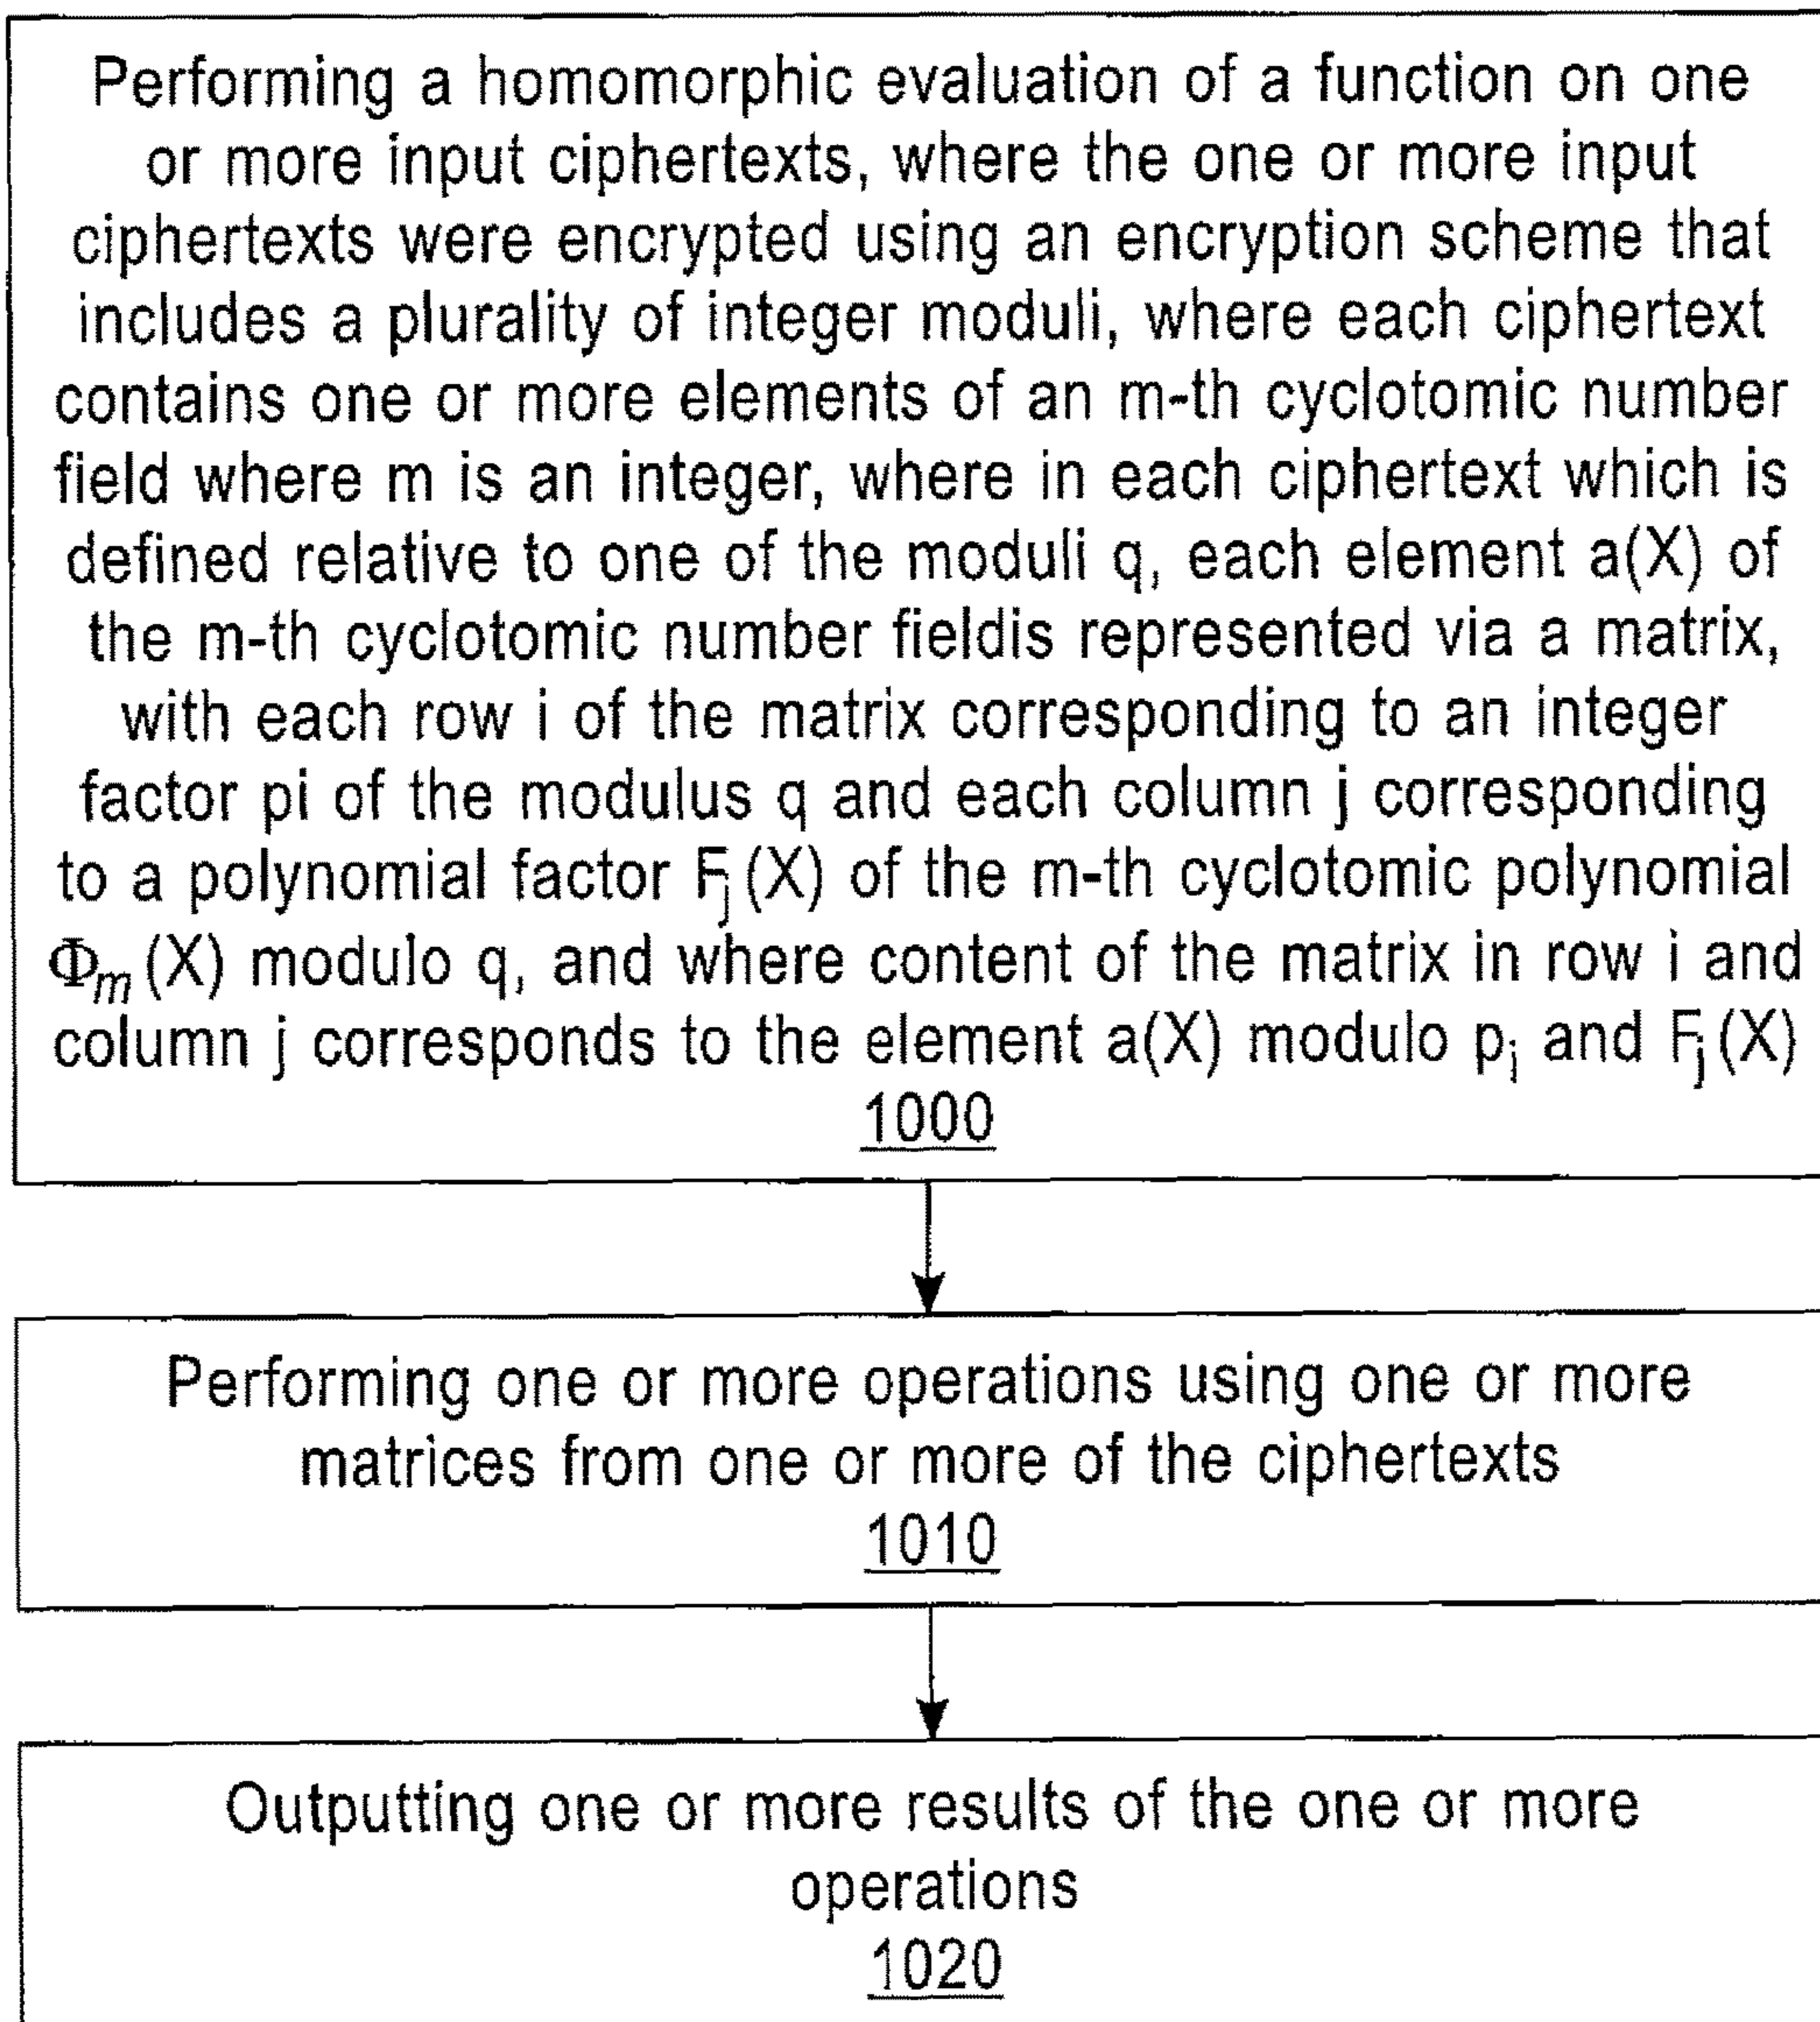 Performing a homomorphic evaluation of a function on one
or more input ciphertexts, where the one or more input
ciphertexts were encrypted using an encryption scheme that
includes a plurality of integer moduli, where each ciphertext
contains one or more elements of an m-th cyclotomic number
field where m is an integer, where in each ciphertext which is
defined relative to one of the moduli q, each element a(X) of
the m-th cyclotomic number fieldis represented via a matrix,
with each row i of the matrix corresponding to an integer
factor pi of the modulus q and each column j corresponding
to a polynomial factor F_j(X) of the m-th cyclotomic polynomial
Φ_m(X) modulo q, and where content of the matrix in row i and
column j corresponds to the element a(X) modulo p_i and F_j(X)
1000
Performing one or more operations using one or more
matrices from one or more of the ciphertexts
1010
Outputting one or more results of the one or more
operations
1020